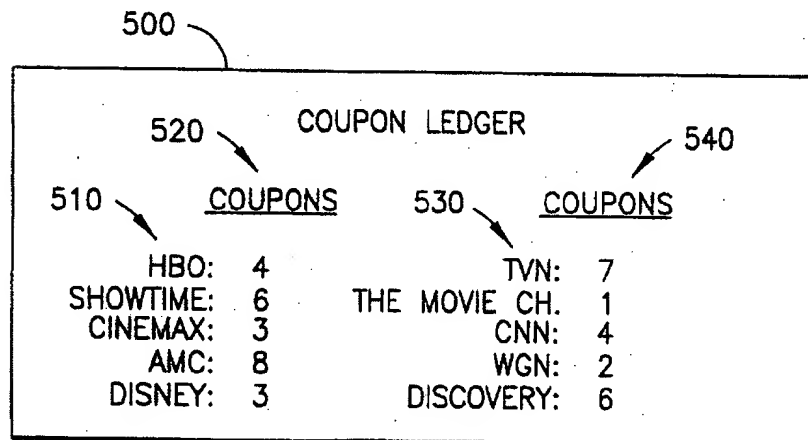 500
COUPON LEDGER
520
540
COUPONS
COUPONS
510
530
HBO: 4
SHOWTIME: 6
CINEMAX: 3
AMC: 8
DISNEY: 3
TVN: 7
THE MOVIE CH. 1
CNN: 4
WGN: 2
DISCOVERY: 6